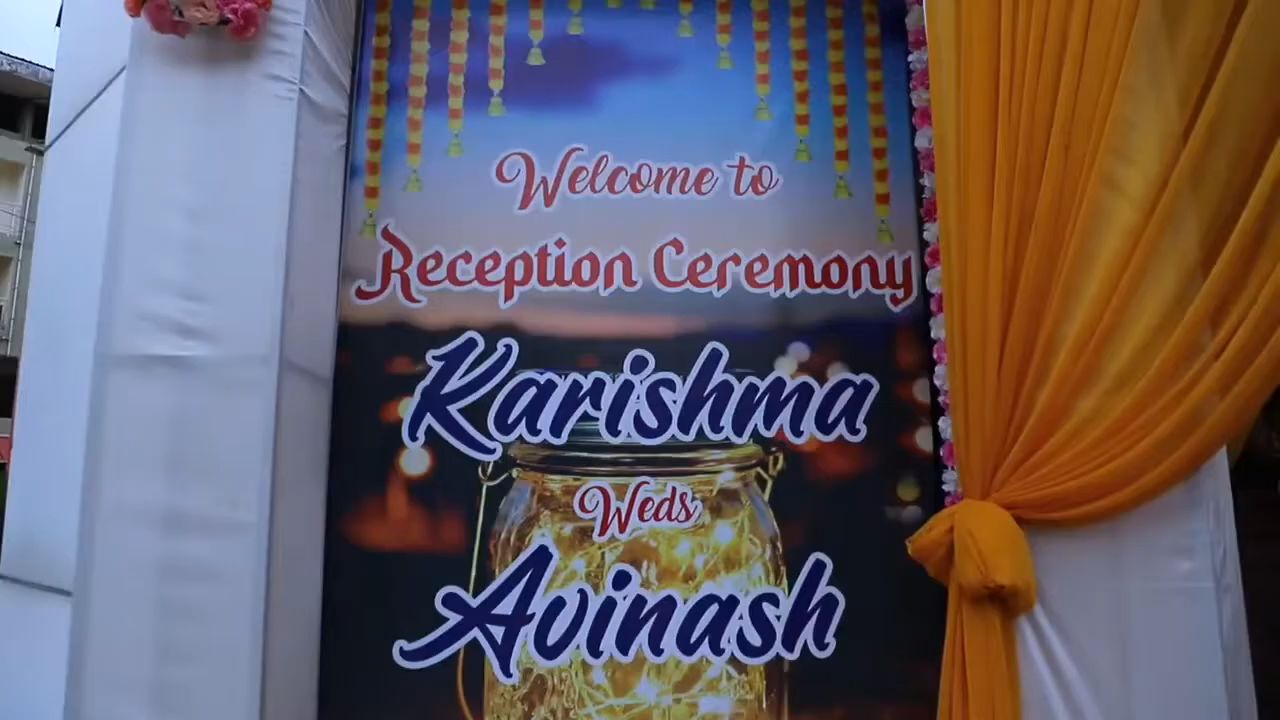 Welcome to
Reception Ceremony
Karishma
Weds
Avinash